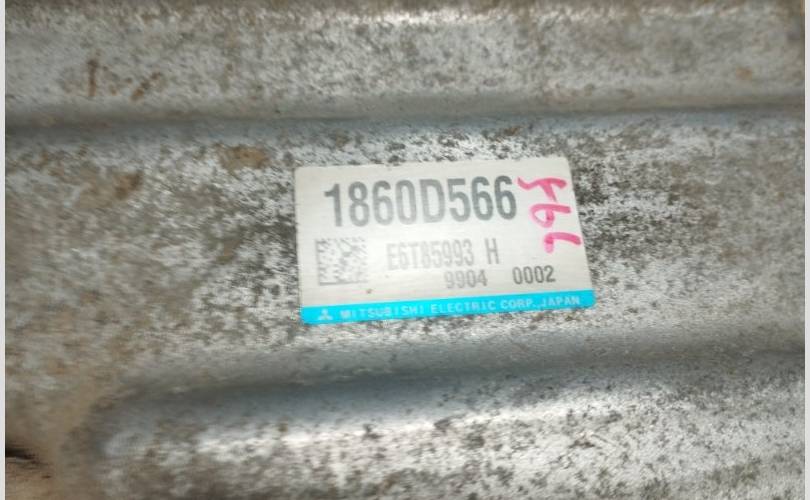 1860D566
E6T85993 H
9904 0002
MITSUBISHI ELECTRIC CORP., JAPAN